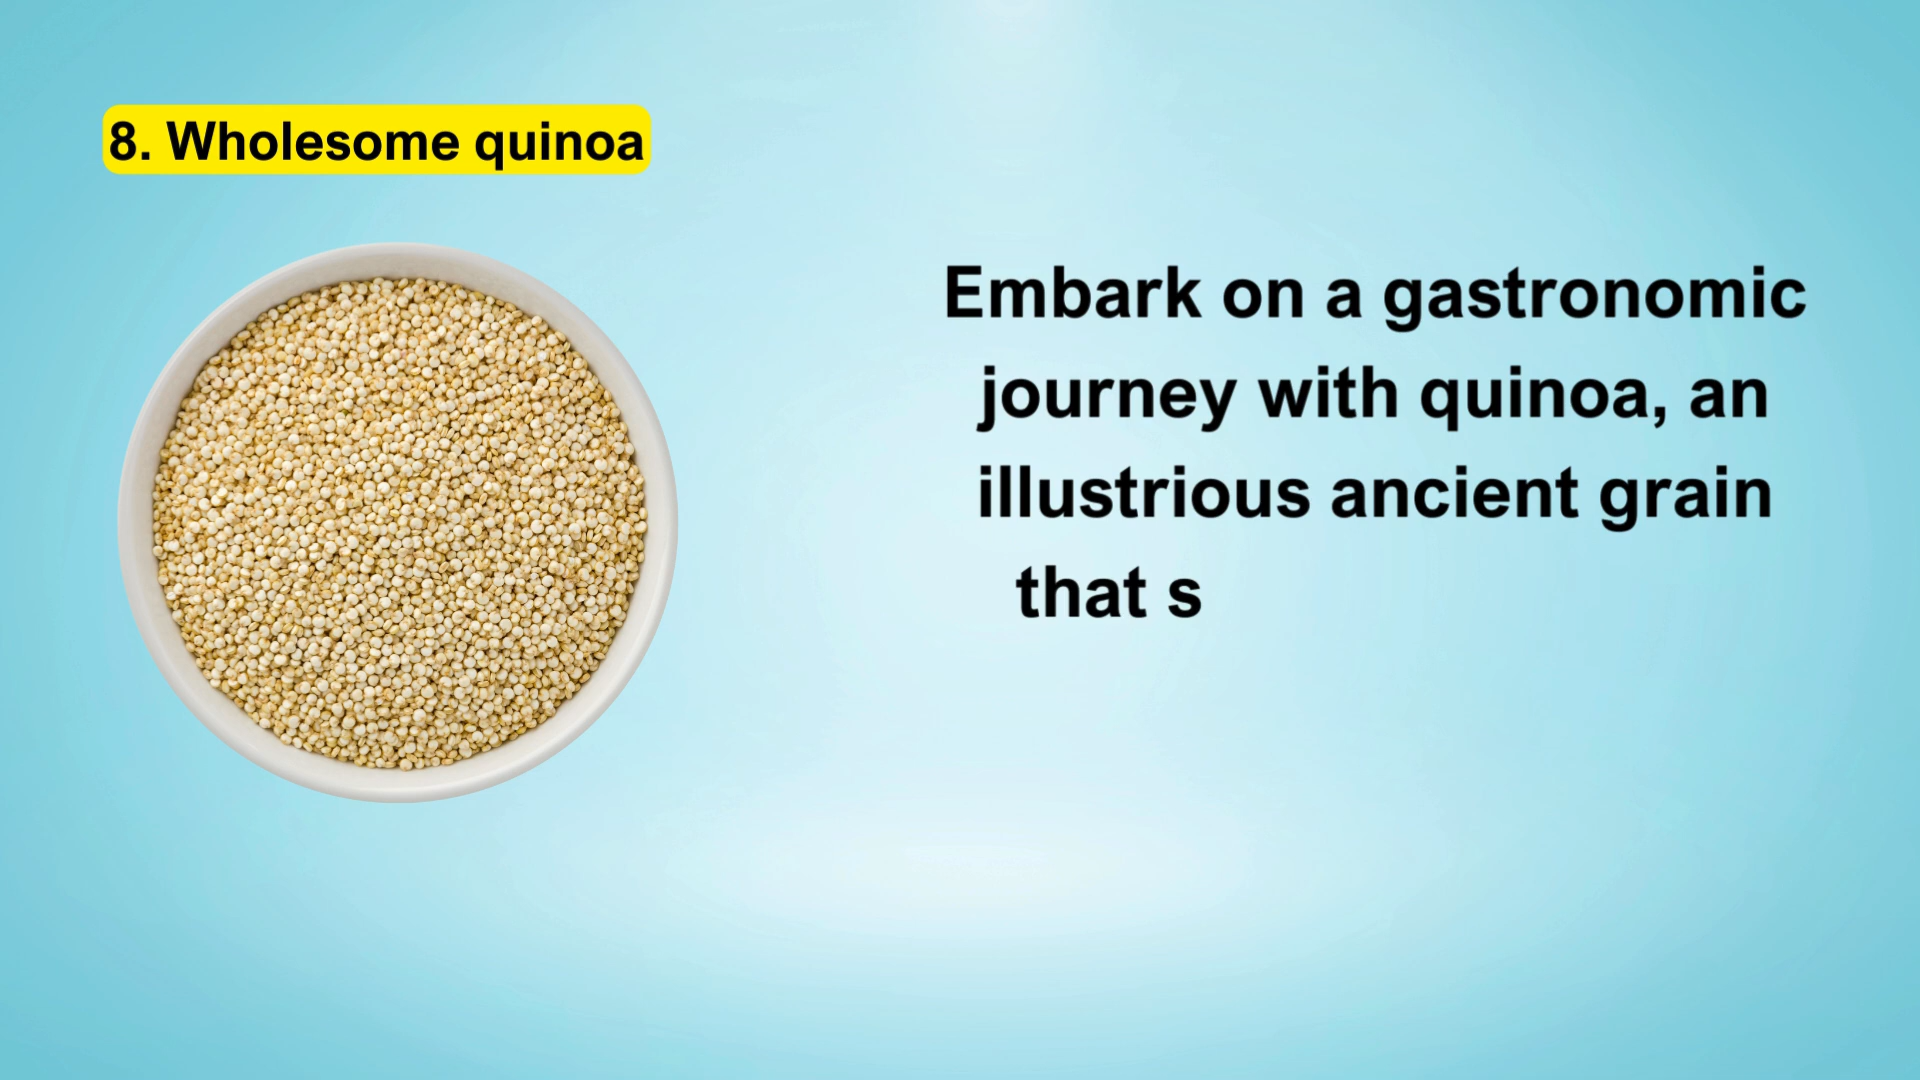 8. Wholesome quinoa
Embark on a gastronomic
journey with quinoa, an
illustrious ancient grain
that s